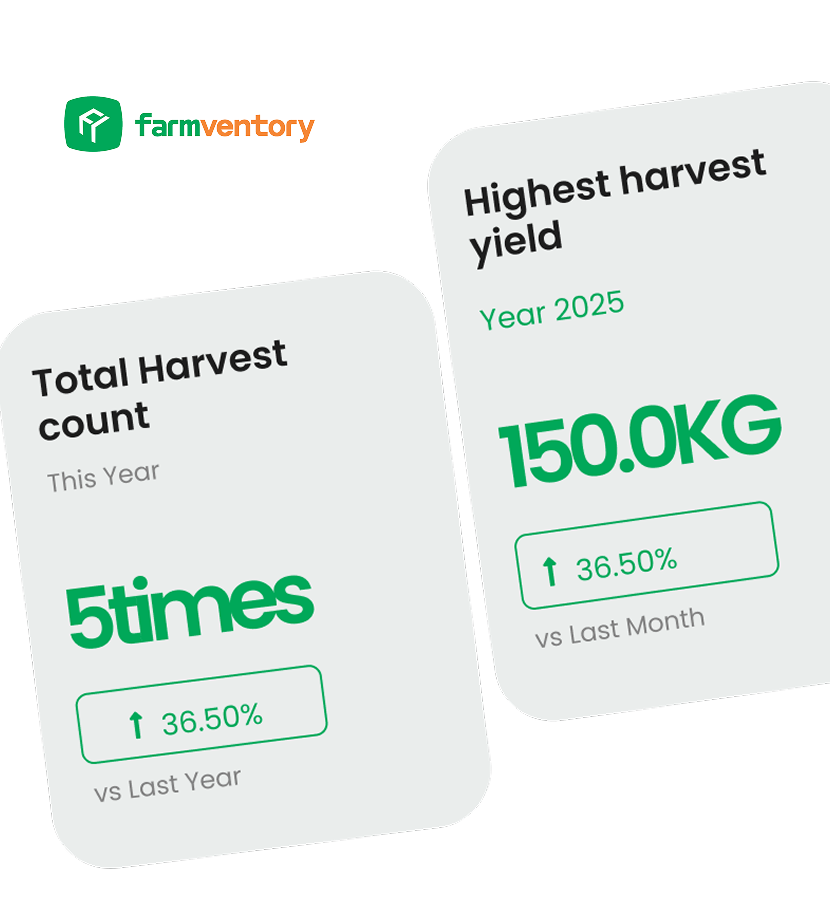 farmventory
Highest harvest
yield
Year 2025
150.0KG
↑ 36.50%
vs Last Month
Total Harvest
count
This Year
5times
↑ 36.50%
vs Last Year